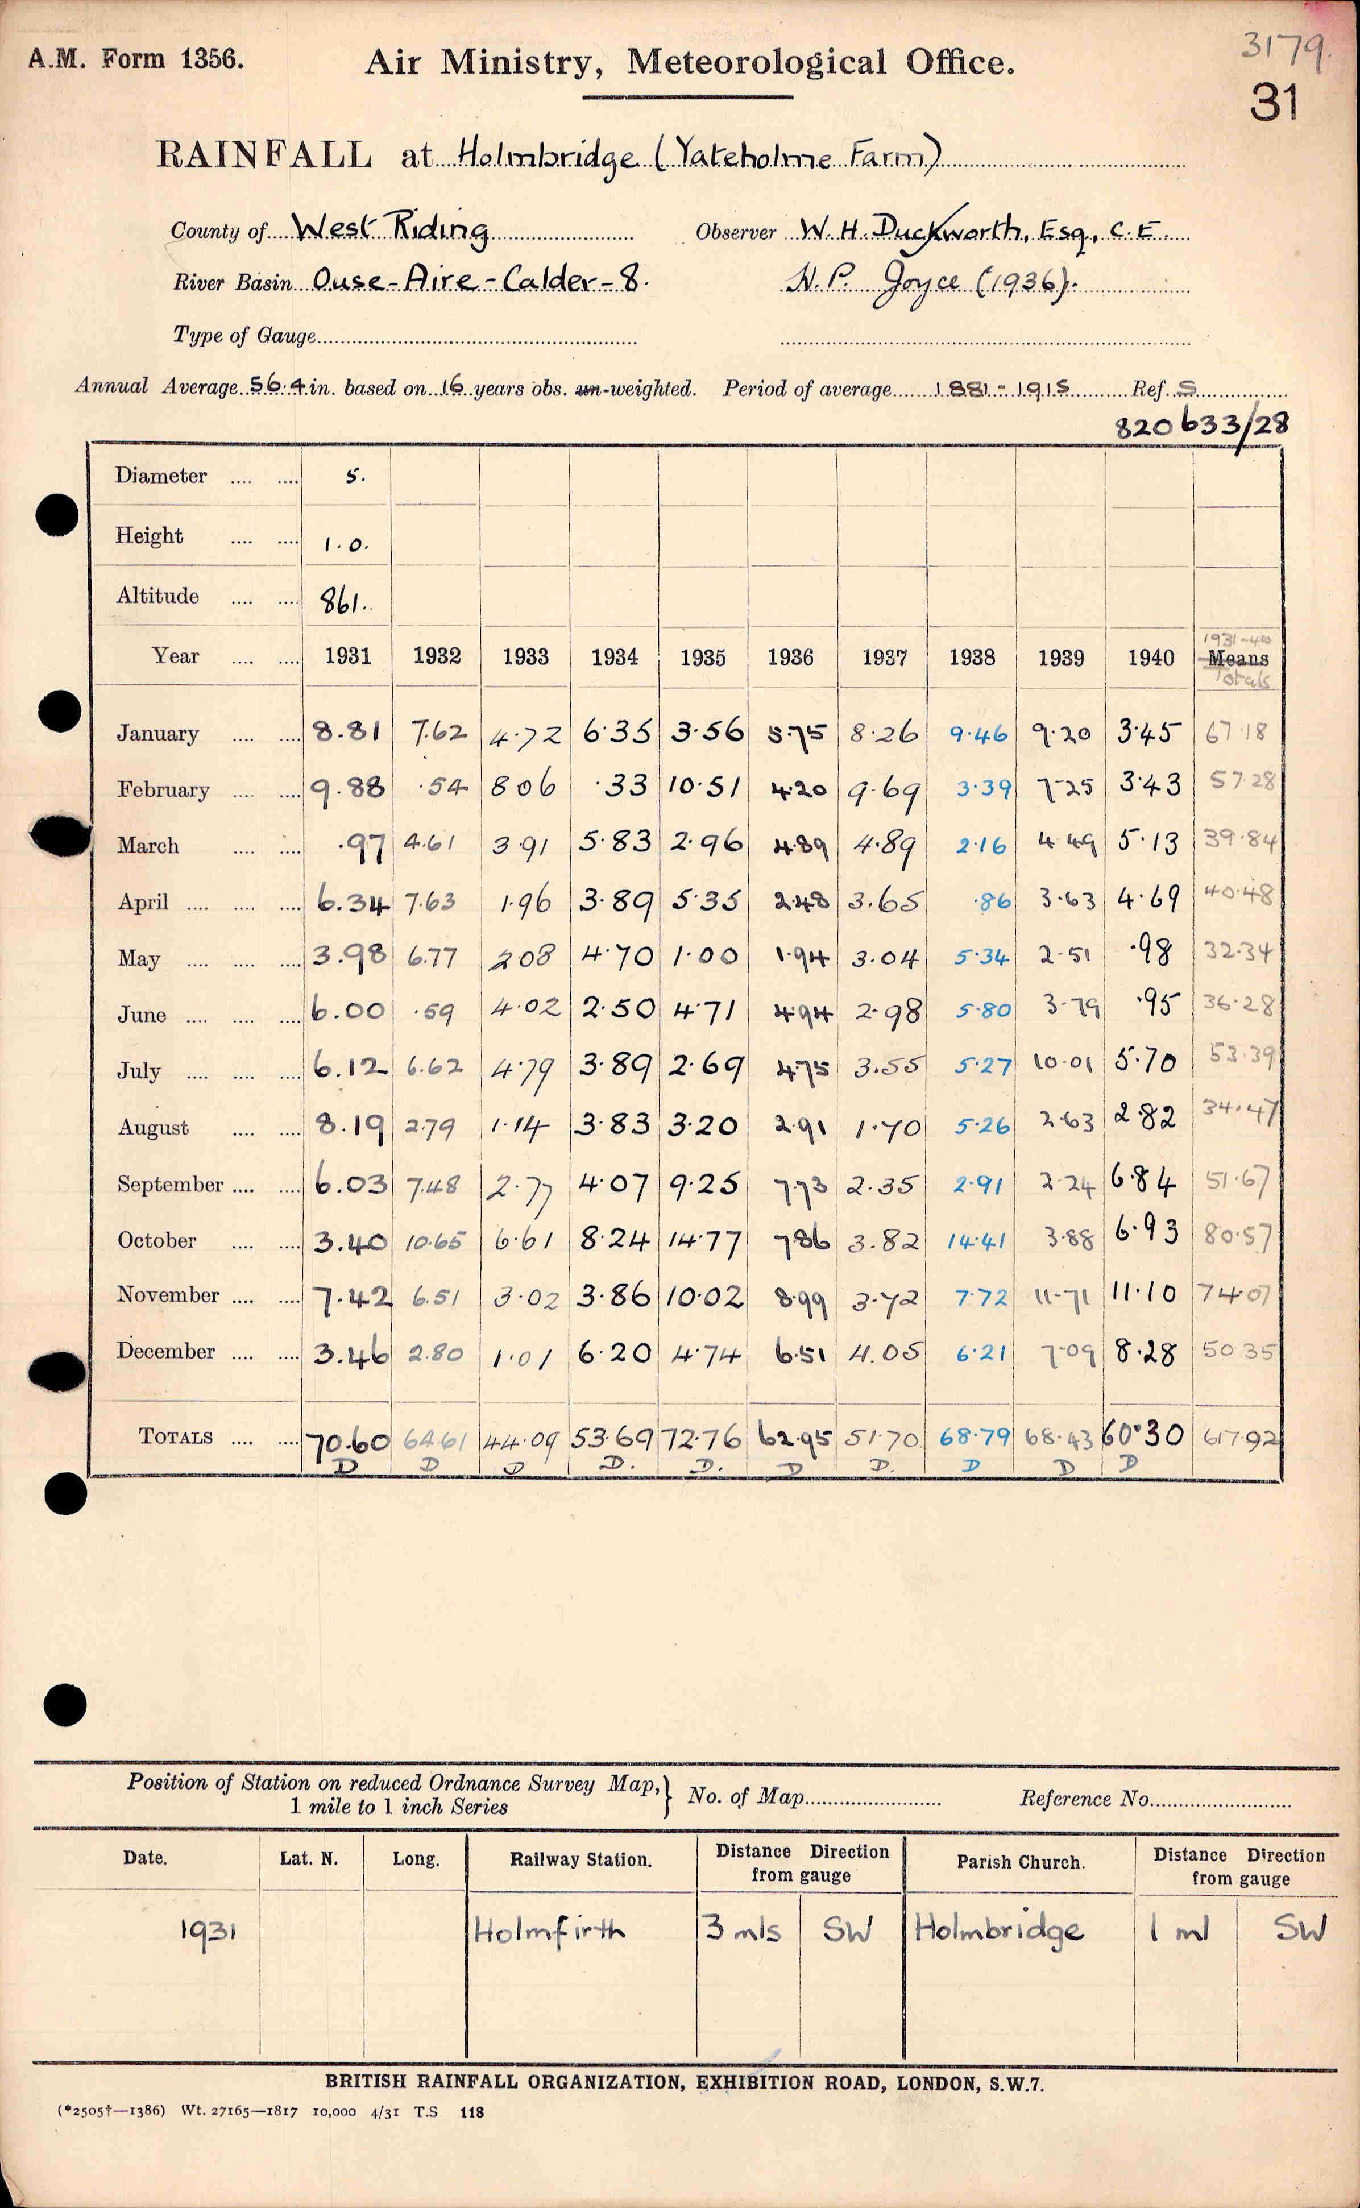 3179.
A.M. Form 1356. Air Ministry, Meteorological Office.
31
RAINFALL at Holmbridge (Yateholme Farm)
County of West Riding Observer W. H. Duckworth, Esq, C.E.
River Basin Ouse-Aire-Calder-8. H.P. Joyce (1936).
Type of Gauge
Annual Average 56.4 in. based on 16 years obs. un-weighted. Period of average 1881-1915 Ref. S
820633/28
Diameter 5.
Height 1.0.
Altitude 861.
1931-40
Year 1931 1932 1933 1934 1935 1936 1937 1938 1939 1940 Means
Totals
January 8.81 7.62 4.72 6.35 3.56 5.75 8.26 9.46 9.20 3.45 67.18
February 9.88 .54 8 06 .33 10.51 4.20 9.69 3.39 7.25 3.43 57.28
March .97 4.61 3.91 5.83 2.96 4.89 4.89 2.16 4.49 5.13 39.84
April 6.34 7.63 1.96 3.89 5.35 2.48 3.65 .86 3.63 4.69 40.48
May 3.98 6.77 2 08 4.70 1.00 1.94 3.04 5.34 2.51 .98 32.34
June 6.00 .59 4.02 2.50 4.71 4.94 2.98 5.80 3.79 .95 36.28
July 6.12 6.62 4.79 3.89 2.69 4.75 3.55 5.27 10.01 5.70 53.39
August 8.19 2.79 1.14 3.83 3.20 2.91 1.70 5.26 2.63 2.82 34.47
September 6.03 7.48 2.77 4.07 9.25 7.73 2.35 2.91 2.24 6.84 51.67
October 3.40 10.65 6.61 8.24 14.77 7.86 3.82 14.41 3.88 6.93 80.57
November 7.42 6.51 3.02 3.86 10.02 8.99 3.72 7.72 11.71 11.10 74.07
December 3.46 2.80 1.01 6.20 4.74 6.51 4.05 6.21 7.09 8.28 50 35
TOTALS 70.60 64.61 44.09 53.69 72.76 62.95 51.70 68.79 68.43 60.30 617.92
D D D D. D. D D. D D D
Position of Station on reduced Ordnance Survey Map, } No. of Map Reference No.
1 mile to 1 inch Series
Date. Lat. N. Long. Railway Station. Distance Direction from gauge Parish Church. Distance Direction from gauge
1931 Holmfirth 3 mls SW Holmbridge 1 ml SW
BRITISH RAINFALL ORGANIZATION, EXHIBITION ROAD, LONDON, S.W.7.
(*2505†—1386) Wt. 27165—1817 10,000 4/31 T.S 118